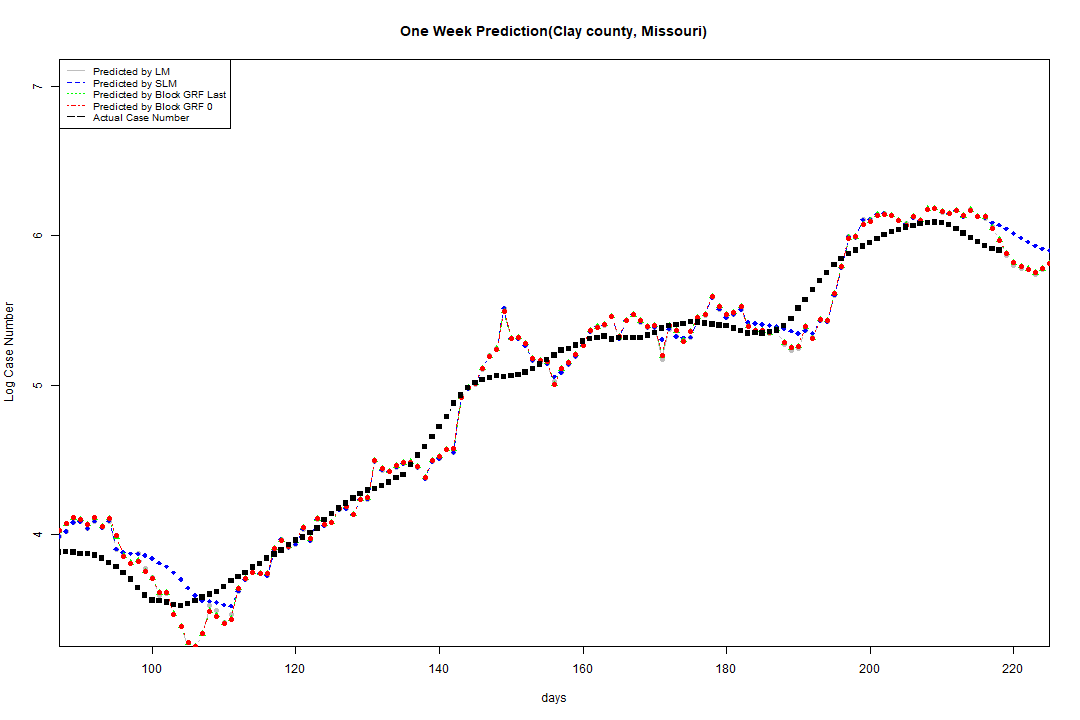 One Week Prediction(Clay county, Missouri)
Predicted by LM
Predicted by SLM
Predicted by Block GRF Last
Predicted by Block GRF 0
Actual Case Number
7
6
5
4
Log Case Number
100 120 140 160 180 200 220
days